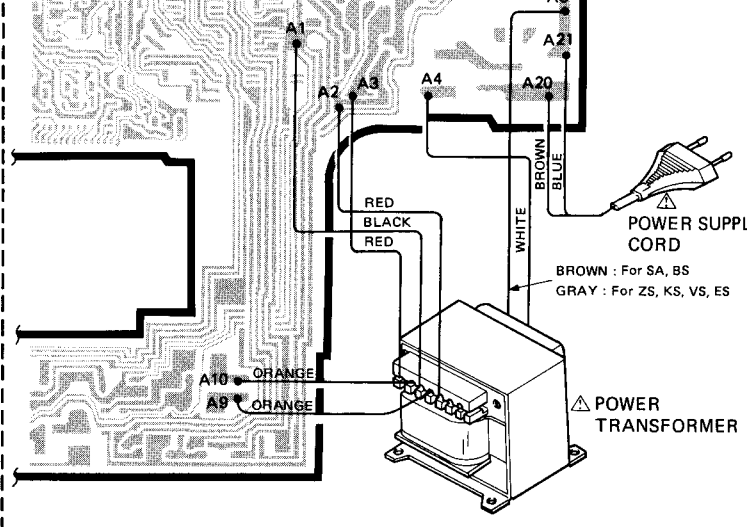 A1
A21
A2
A3
A4
A20
BROWN
BLUE
RED
BLACK
RED
WHITE
POWER SUPPL
CORD
BROWN : For SA, BS
GRAY : For ZS, KS, VS, ES
A10
ORANGE
A9
ORANGE
POWER
TRANSFORMER